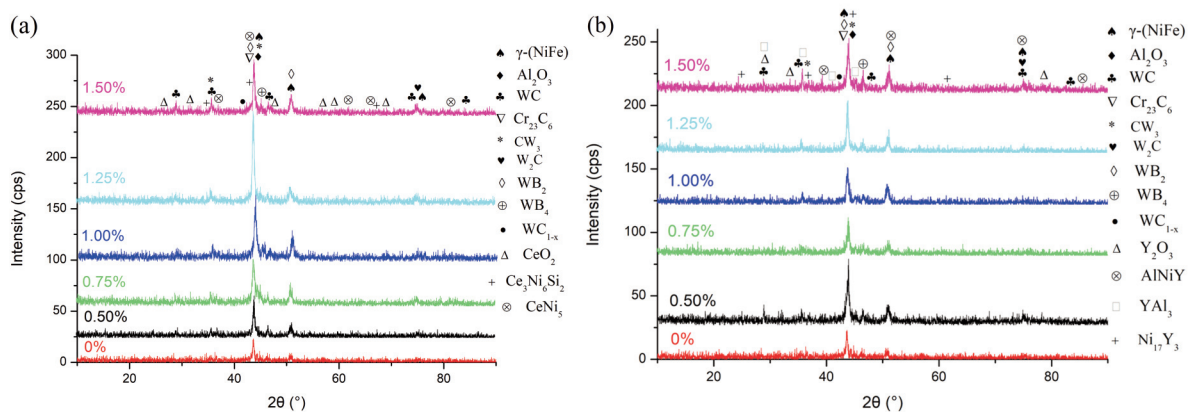 (a)
300
250
200
150
100
50
0
Intensity (cps)
1.50%
1.25%
1.00%
0.75%
0.50%
0%
20
40
60
80
2θ (°)
♠ γ-(NiFe)
♦ Al₂O₃
♣ WC
▽ Cr₂₃C₆
* CW₃
♥ W₂C
◊ WB₂
⊕ WB₄
• WC₁₋ₓ
Δ CeO₂
+ Ce₃Ni₆Si₂
⊗ CeNi₅
(b)
250
200
150
100
50
0
Intensity (cps)
1.50%
1.25%
1.00%
0.75%
0.50%
0%
20
40
60
80
2θ (°)
♠ γ-(NiFe)
♦ Al₂O₃
♣ WC
▽ Cr₂₃C₆
* CW₃
♥ W₂C
◊ WB₂
⊕ WB₄
• WC₁₋ₓ
Δ Y₂O₃
⊗ AlNiY
□ YAl₃
+ Ni₁₇Y₃